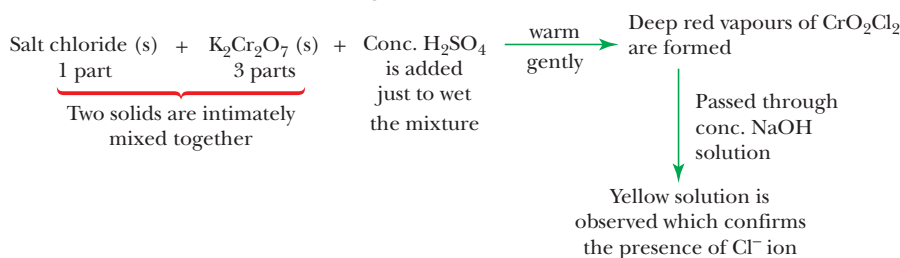 Salt chloride (s) + K₂Cr₂O₇ (s) + Conc. H₂SO₄
1 part 3 parts is added
just to wet
the mixture
Two solids are intimately
mixed together
warm
gently
Deep red vapours of CrO₂Cl₂
are formed
Passed through
conc. NaOH
solution
Yellow solution is
observed which confirms
the presence of Cl⁻ ion